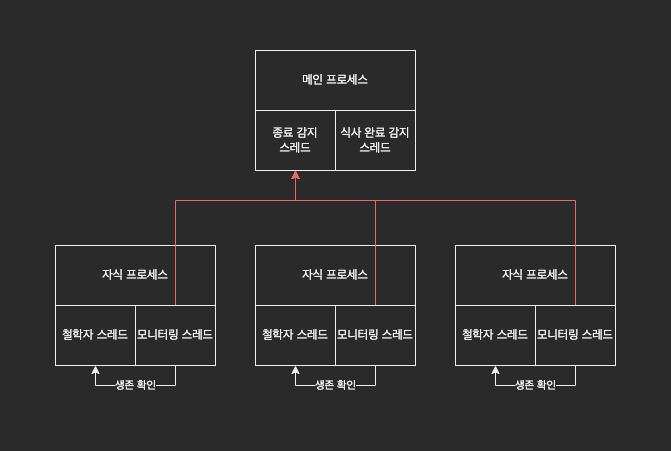 메인 프로세스
종료 감지
스레드
식사 완료 감지
스레드
자식 프로세스
철학자 스레드
모니터링 스레드
생존 확인
자식 프로세스
철학자 스레드
모니터링 스레드
생존 확인
자식 프로세스
철학자 스레드
모니터링 스레드
생존 확인